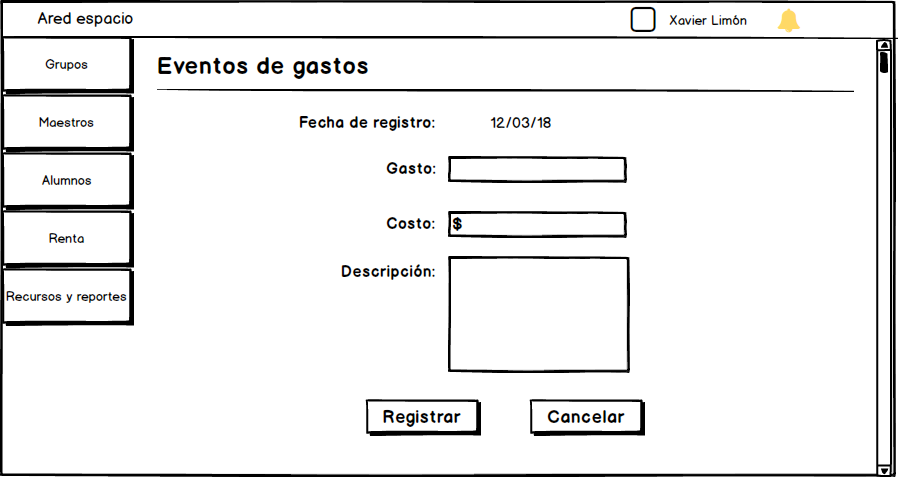 Ared espacio
Xavier Limón
Grupos
Maestros
Alumnos
Renta
Recursos y reportes
Eventos de gastos
Fecha de registro: 12/03/18
Gasto:
Costo: $
Descripción:
Registrar
Cancelar